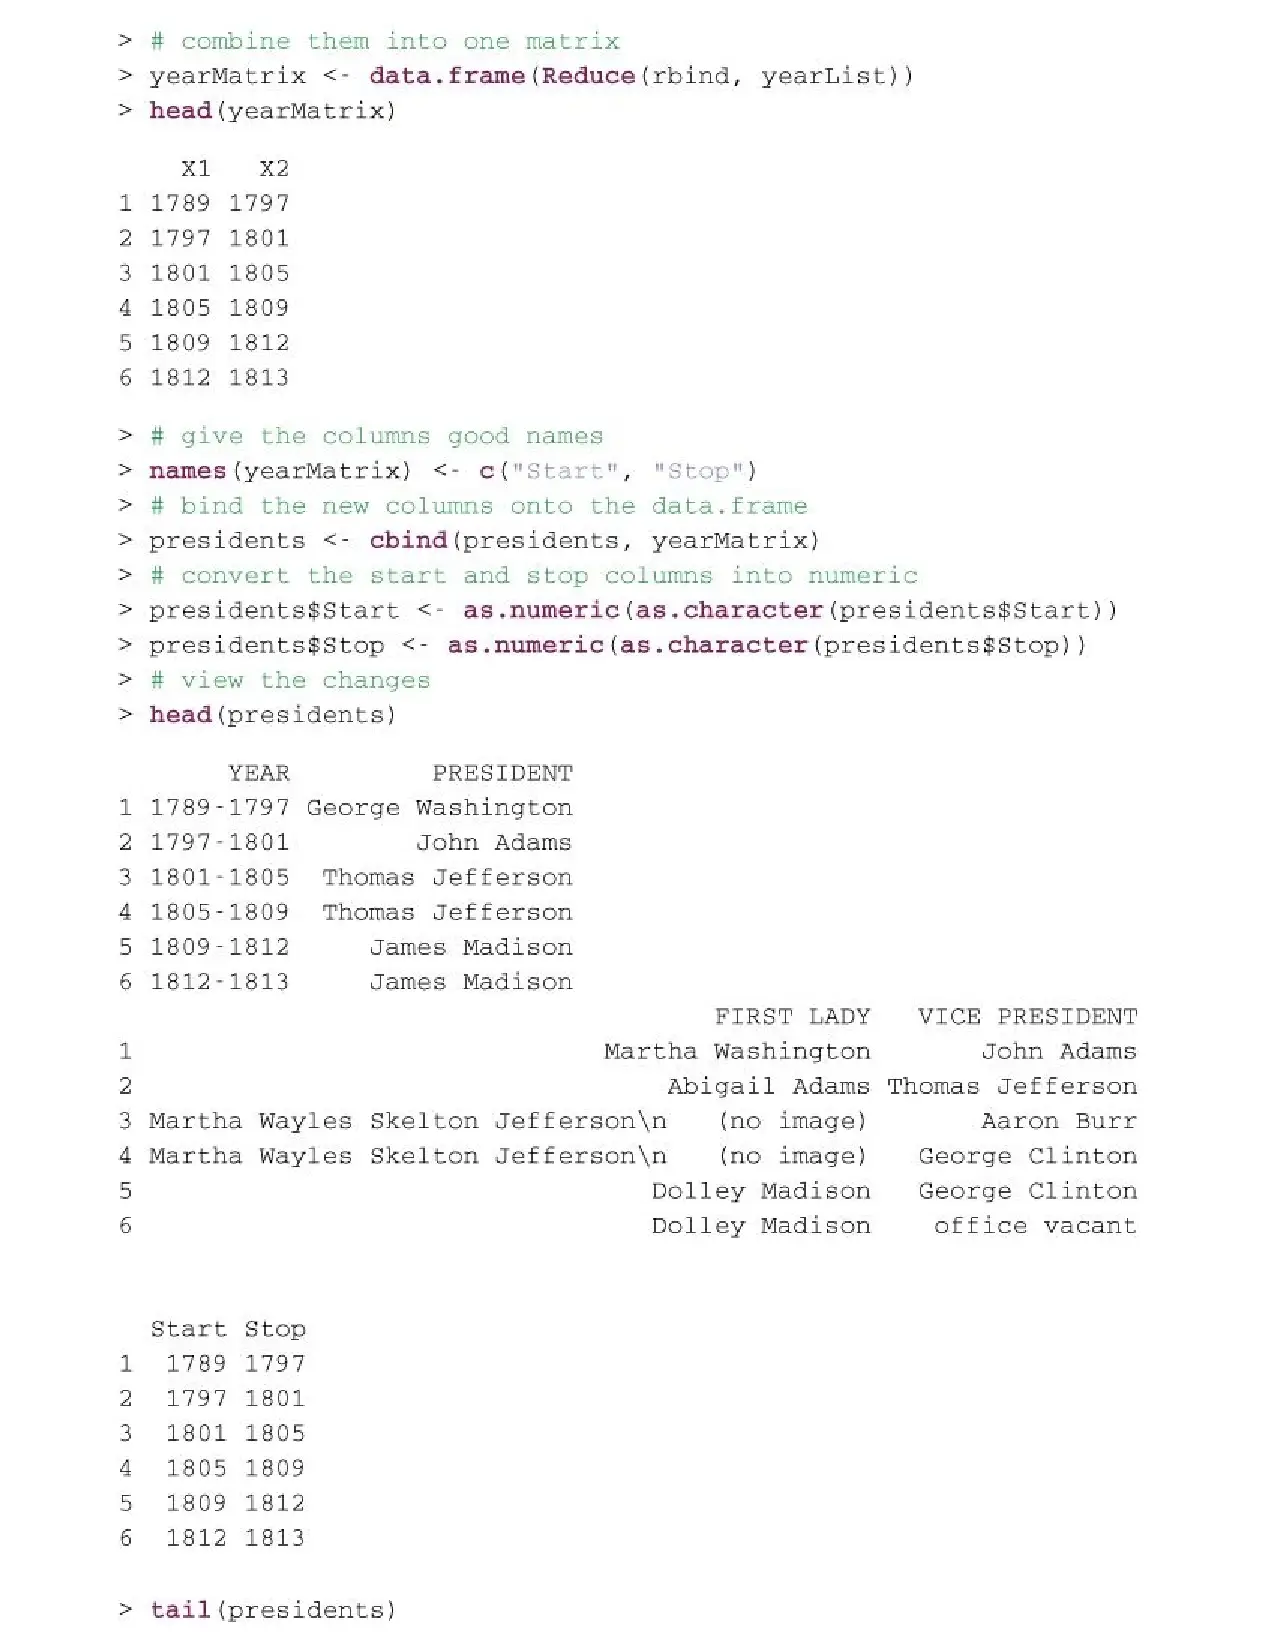 > # combine them into one matrix
> yearMatrix <- data.frame(Reduce(rbind, yearList))
> head(yearMatrix)
X1 X2
1 1789 1797
2 1797 1801
3 1801 1805
4 1805 1809
5 1809 1812
6 1812 1813
> # give the columns good names
> names(yearMatrix) <- c("Start", "Stop")
> # bind the new columns onto the data.frame
> presidents <- cbind(presidents, yearMatrix)
> # convert the start and stop columns into numeric
> presidents$Start <- as.numeric(as.character(presidents$Start))
> presidents$Stop <- as.numeric(as.character(presidents$Stop))
> # view the changes
> head(presidents)
YEAR PRESIDENT
1 1789-1797 George Washington
2 1797-1801 John Adams
3 1801-1805 Thomas Jefferson
4 1805-1809 Thomas Jefferson
5 1809-1812 James Madison
6 1812-1813 James Madison
FIRST LADY VICE PRESIDENT
1 Martha Washington John Adams
2 Abigail Adams Thomas Jefferson
3 Martha Wayles Skelton Jefferson\n (no image) Aaron Burr
4 Martha Wayles Skelton Jefferson\n (no image) George Clinton
5 Dolley Madison George Clinton
6 Dolley Madison office vacant
Start Stop
1 1789 1797
2 1797 1801
3 1801 1805
4 1805 1809
5 1809 1812
6 1812 1813
> tail(presidents)